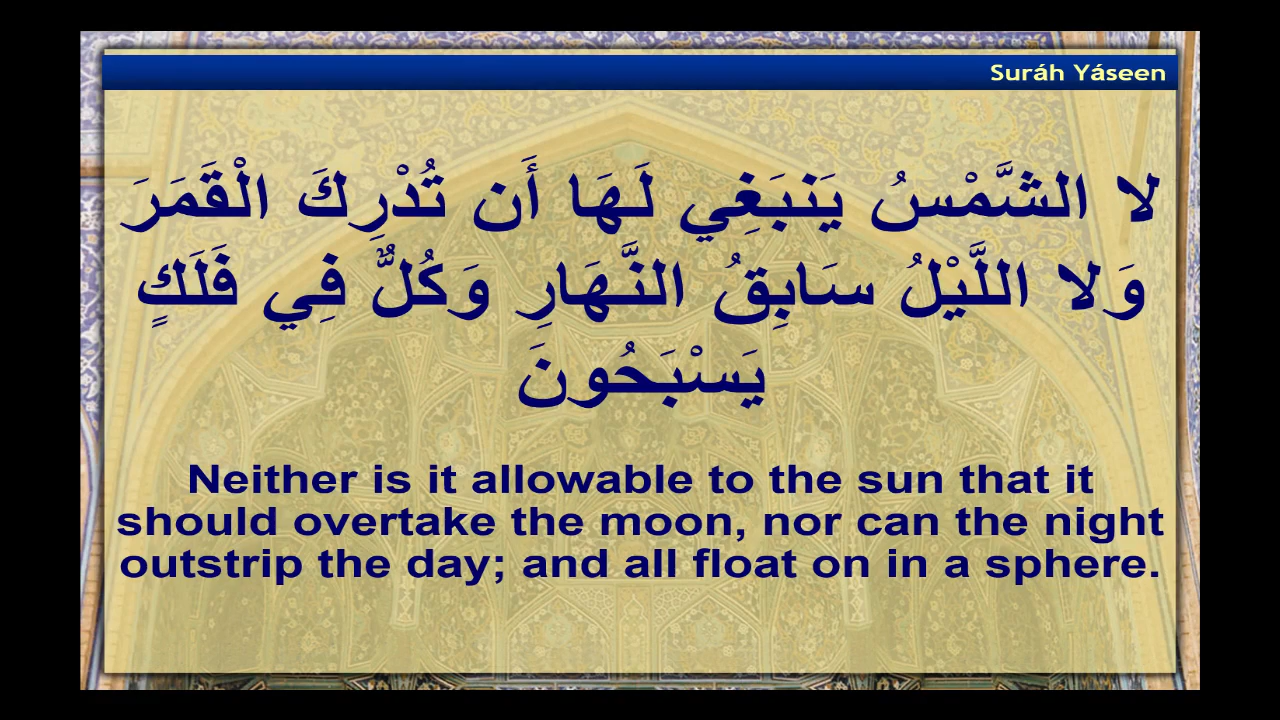 Suráh Yáseen
لا الشَّمْسُ يَنبَغِي لَهَا أَن تُدْرِكَ الْقَمَرَ
وَلا اللَّيْلُ سَابِقُ النَّهَارِ وَكُلٌّ فِي فَلَكٍ
يَسْبَحُونَ
Neither is it allowable to the sun that it
should overtake the moon, nor can the night
outstrip the day; and all float on in a sphere.